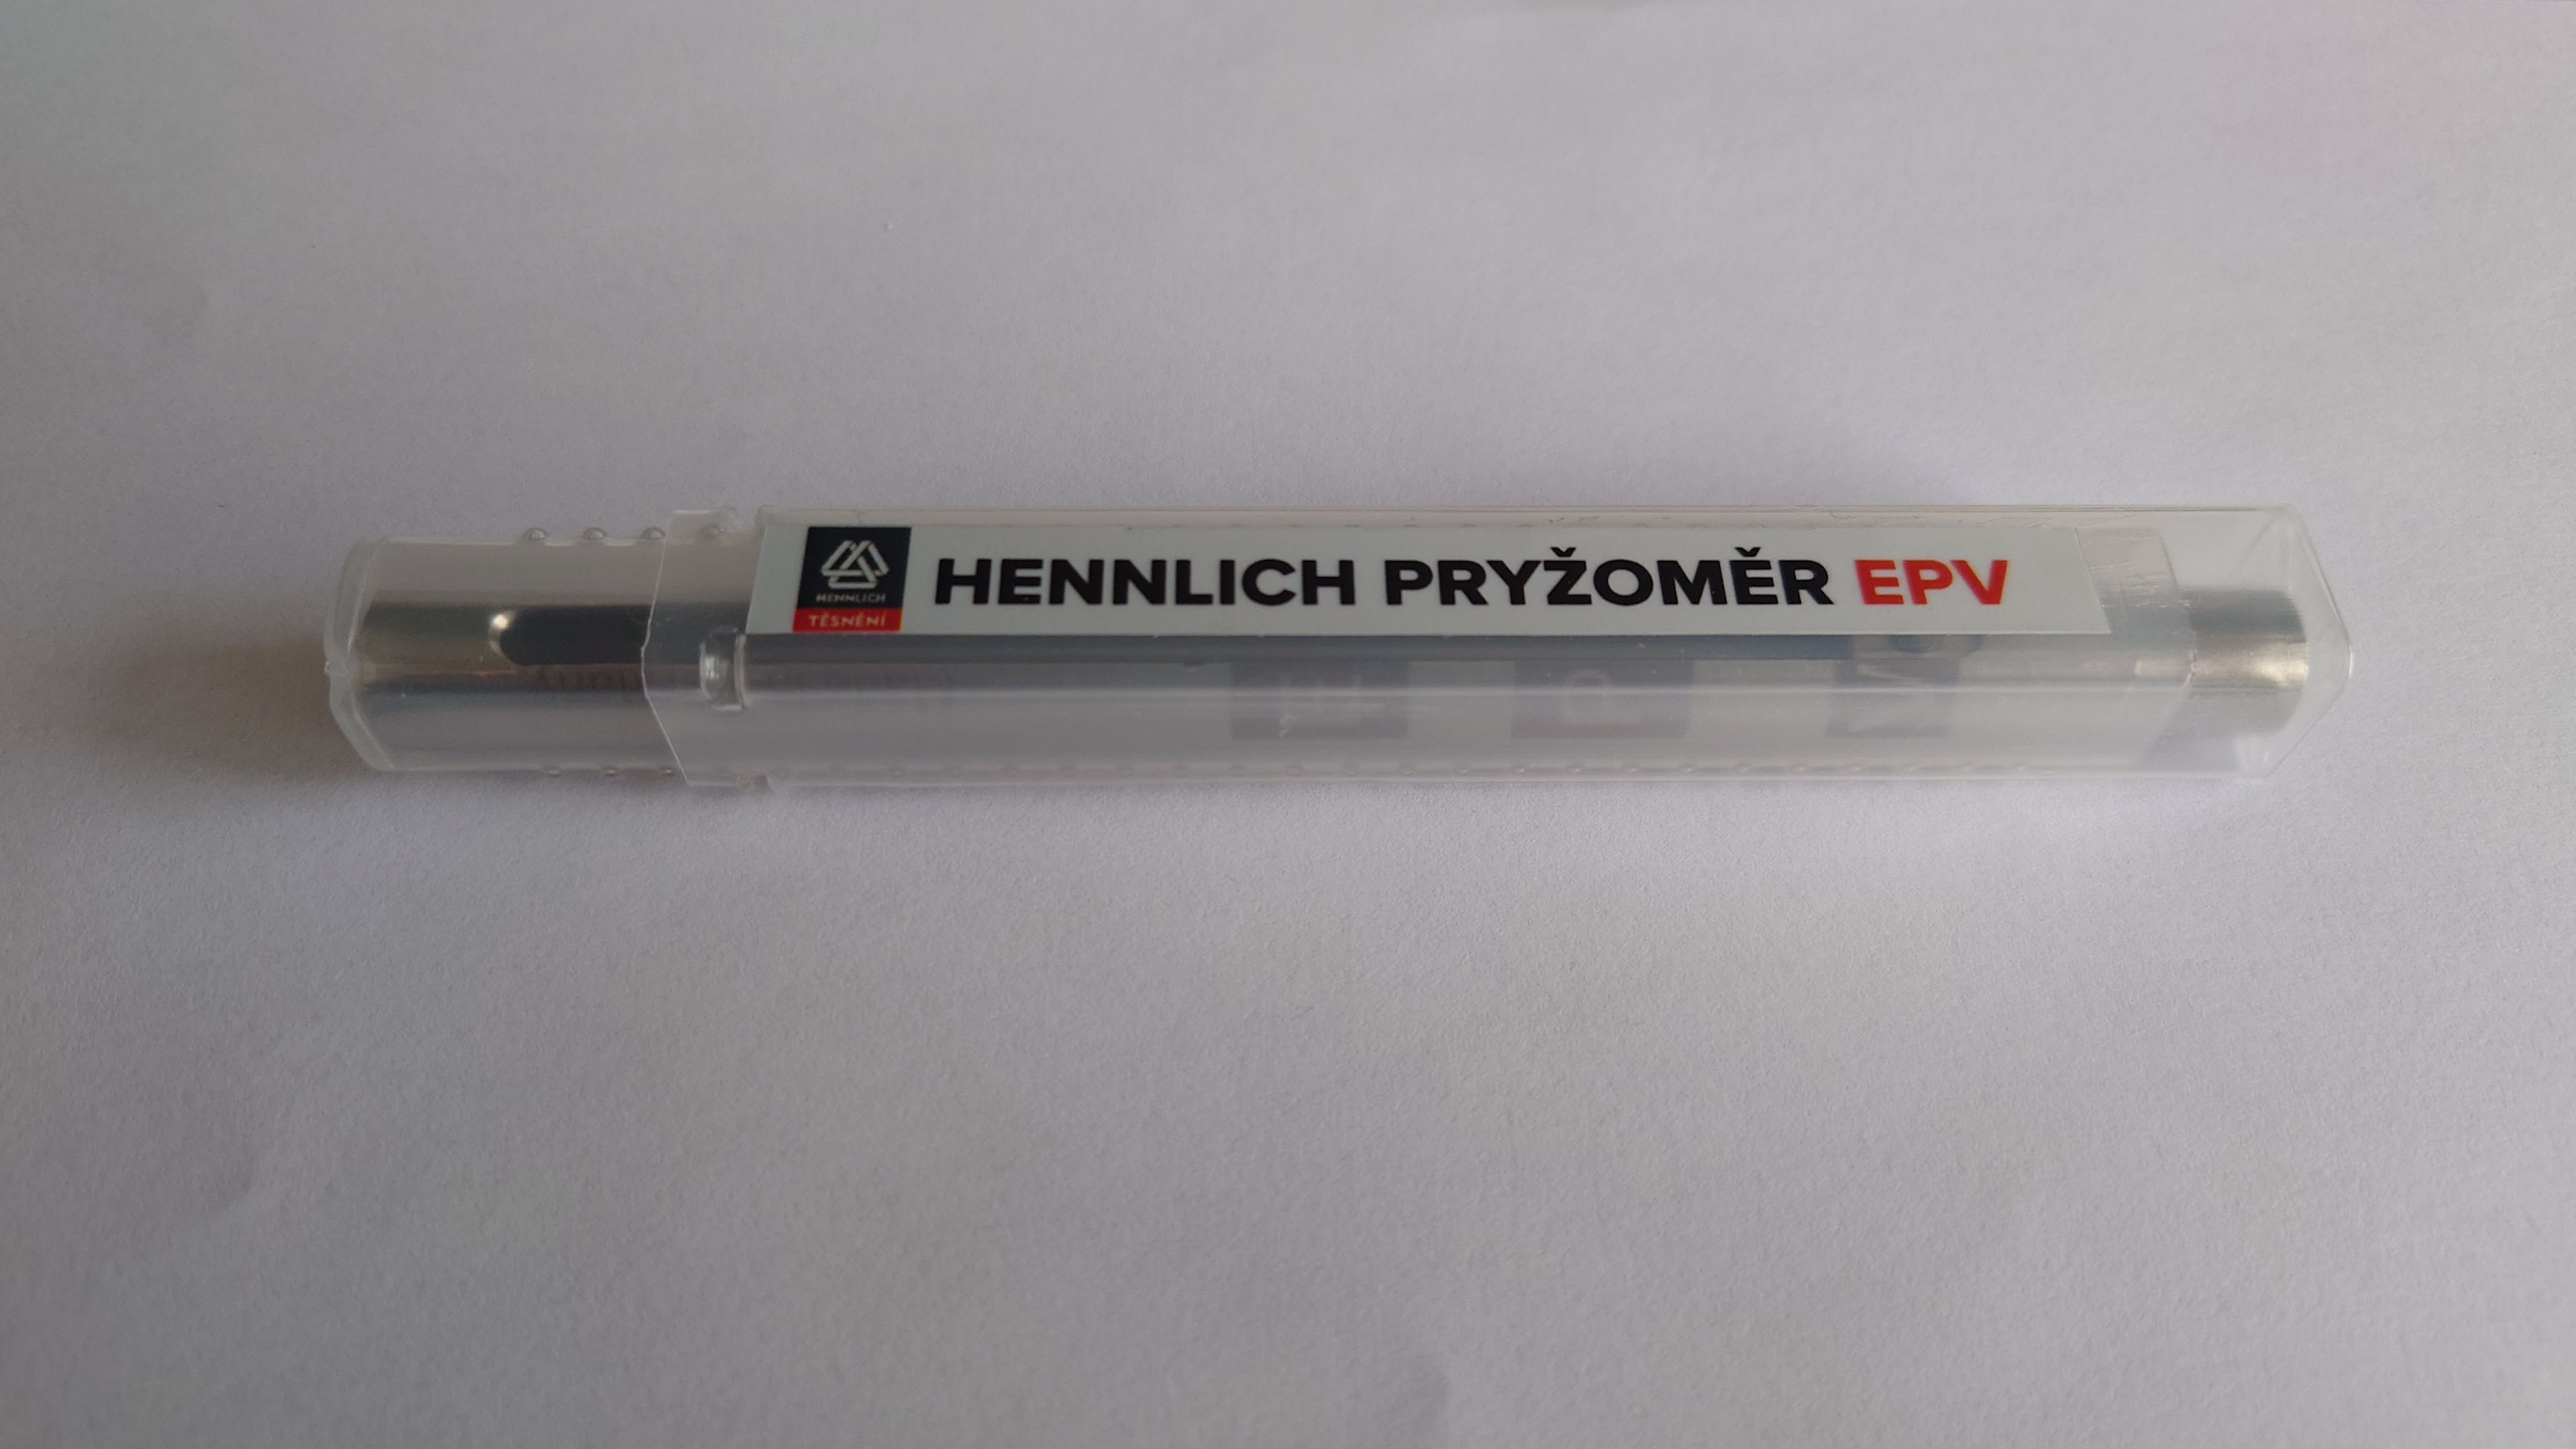 HENNLICH
TĚSNĚNÍ
HENNLICH PRYŽOMĚR EPV